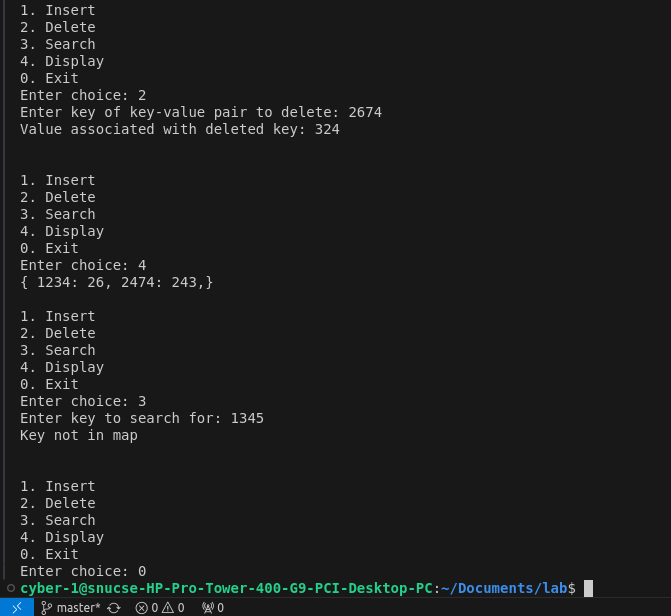 1. Insert
2. Delete
3. Search
4. Display
0. Exit
Enter choice: 2
Enter key of key-value pair to delete: 2674
Value associated with deleted key: 324
1. Insert
2. Delete
3. Search
4. Display
0. Exit
Enter choice: 4
{ 1234: 26, 2474: 243,}
1. Insert
2. Delete
3. Search
4. Display
0. Exit
Enter choice: 3
Enter key to search for: 1345
Key not in map
1. Insert
2. Delete
3. Search
4. Display
0. Exit
Enter choice: 0
cyber-1@snucse-HP-Pro-Tower-400-G9-PCI-Desktop-PC:~/Documents/lab$
master* 0 0 0